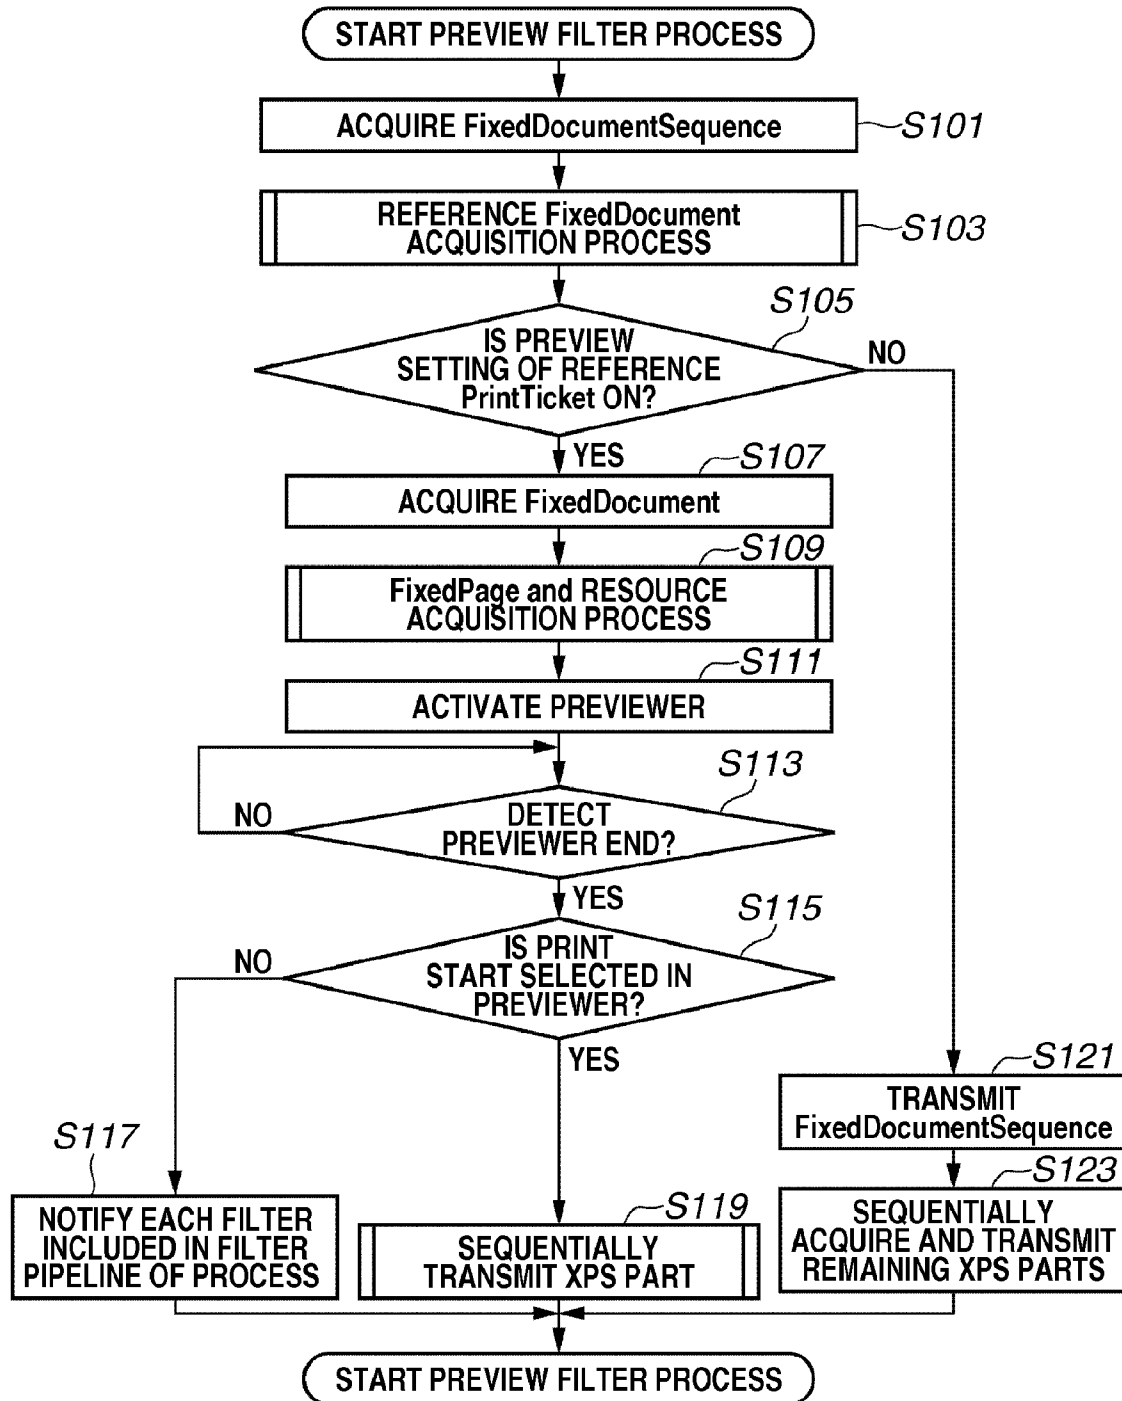 START PREVIEW FILTER PROCESS
ACQUIRE FixedDocumentSequence
S101
REFERENCE FixedDocument
ACQUISITION PROCESS
S103
S105
IS PREVIEW
SETTING OF REFERENCE
PrintTicket ON?
NO
YES
S107
ACQUIRE FixedDocument
S109
FixedPage and RESOURCE
ACQUISITION PROCESS
S111
ACTIVATE PREVIEWER
S113
DETECT
PREVIEWER END?
NO
YES
S115
IS PRINT
START SELECTED IN
PREVIEWER?
NO
YES
S121
TRANSMIT
FixedDocumentSequence
S117
NOTIFY EACH FILTER
INCLUDED IN FILTER
PIPELINE OF PROCESS
S119
SEQUENTIALLY
TRANSMIT XPS PART
S123
SEQUENTIALLY
ACQUIRE AND TRANSMIT
REMAINING XPS PARTS
START PREVIEW FILTER PROCESS